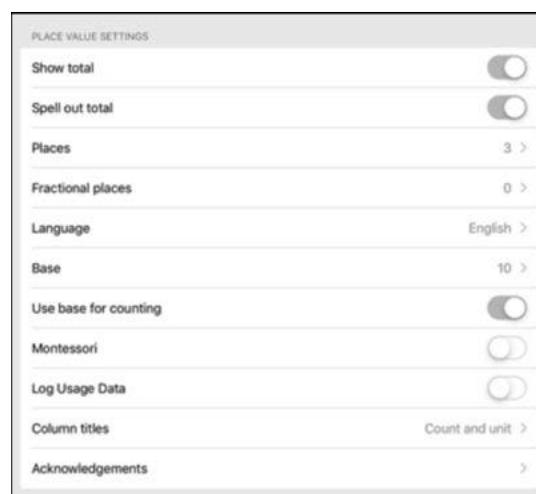 PLACE VALUE SETTINGS
Show total
Spell out total
Places 3 >
Fractional places 0 >
Language English >
Base 10 >
Use base for counting
Montessori
Log Usage Data
Column titles Count and unit >
Acknowledgements >